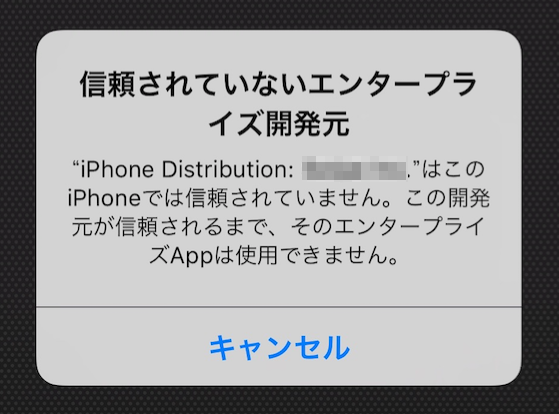 信頼されていないエンタープラ
イズ開発元
“iPhone Distribution: .”はこの
iPhoneでは信頼されていません。この開発
元が信頼されるまで、そのエンタープライ
ズAppは使用できません。
キャンセル